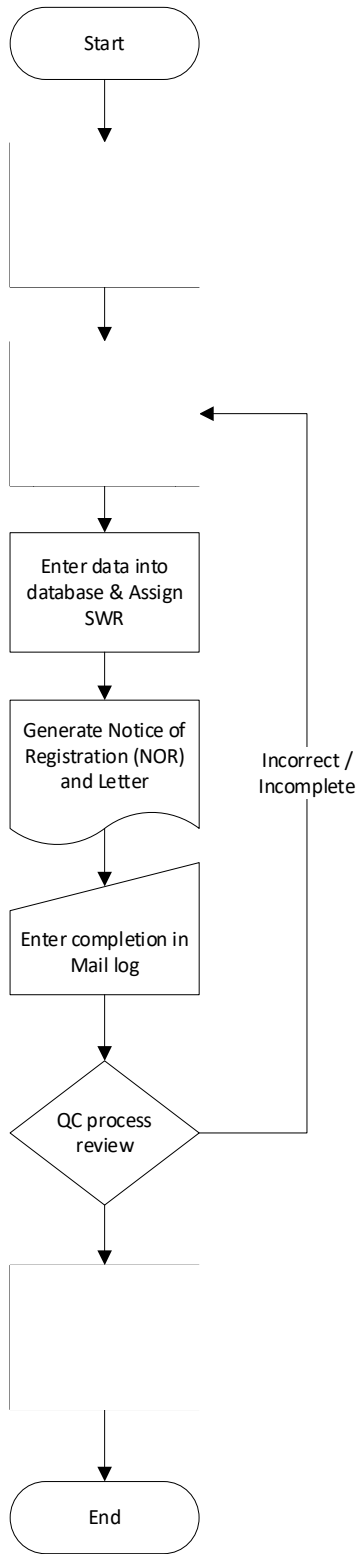 Start
Enter data into
database & Assign
SWR
Generate Notice of
Registration (NOR)
and Letter
Incorrect /
Incomplete
Enter completion in
Mail log
QC process
review
End